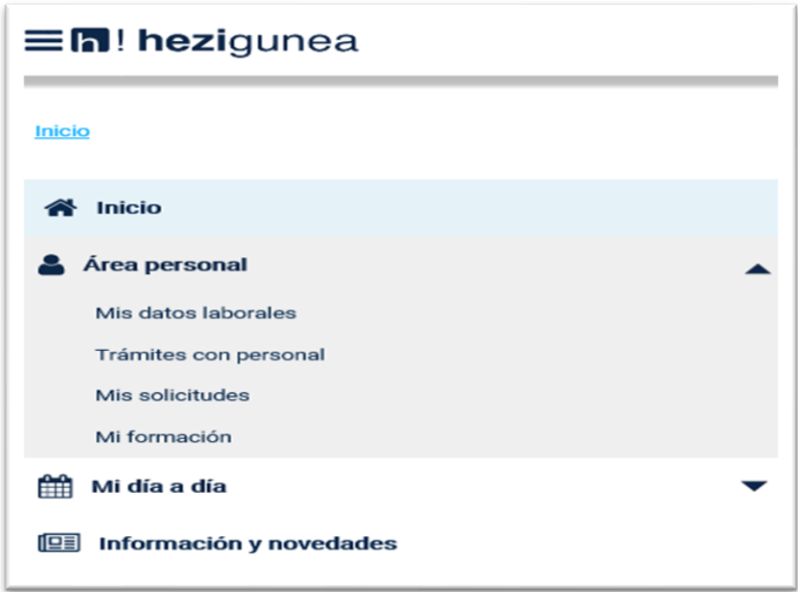 h! hezigunea
Inicio
Inicio
Área personal
Mis datos laborales
Trámites con personal
Mis solicitudes
Mi formación
Mi día a día
Información y novedades